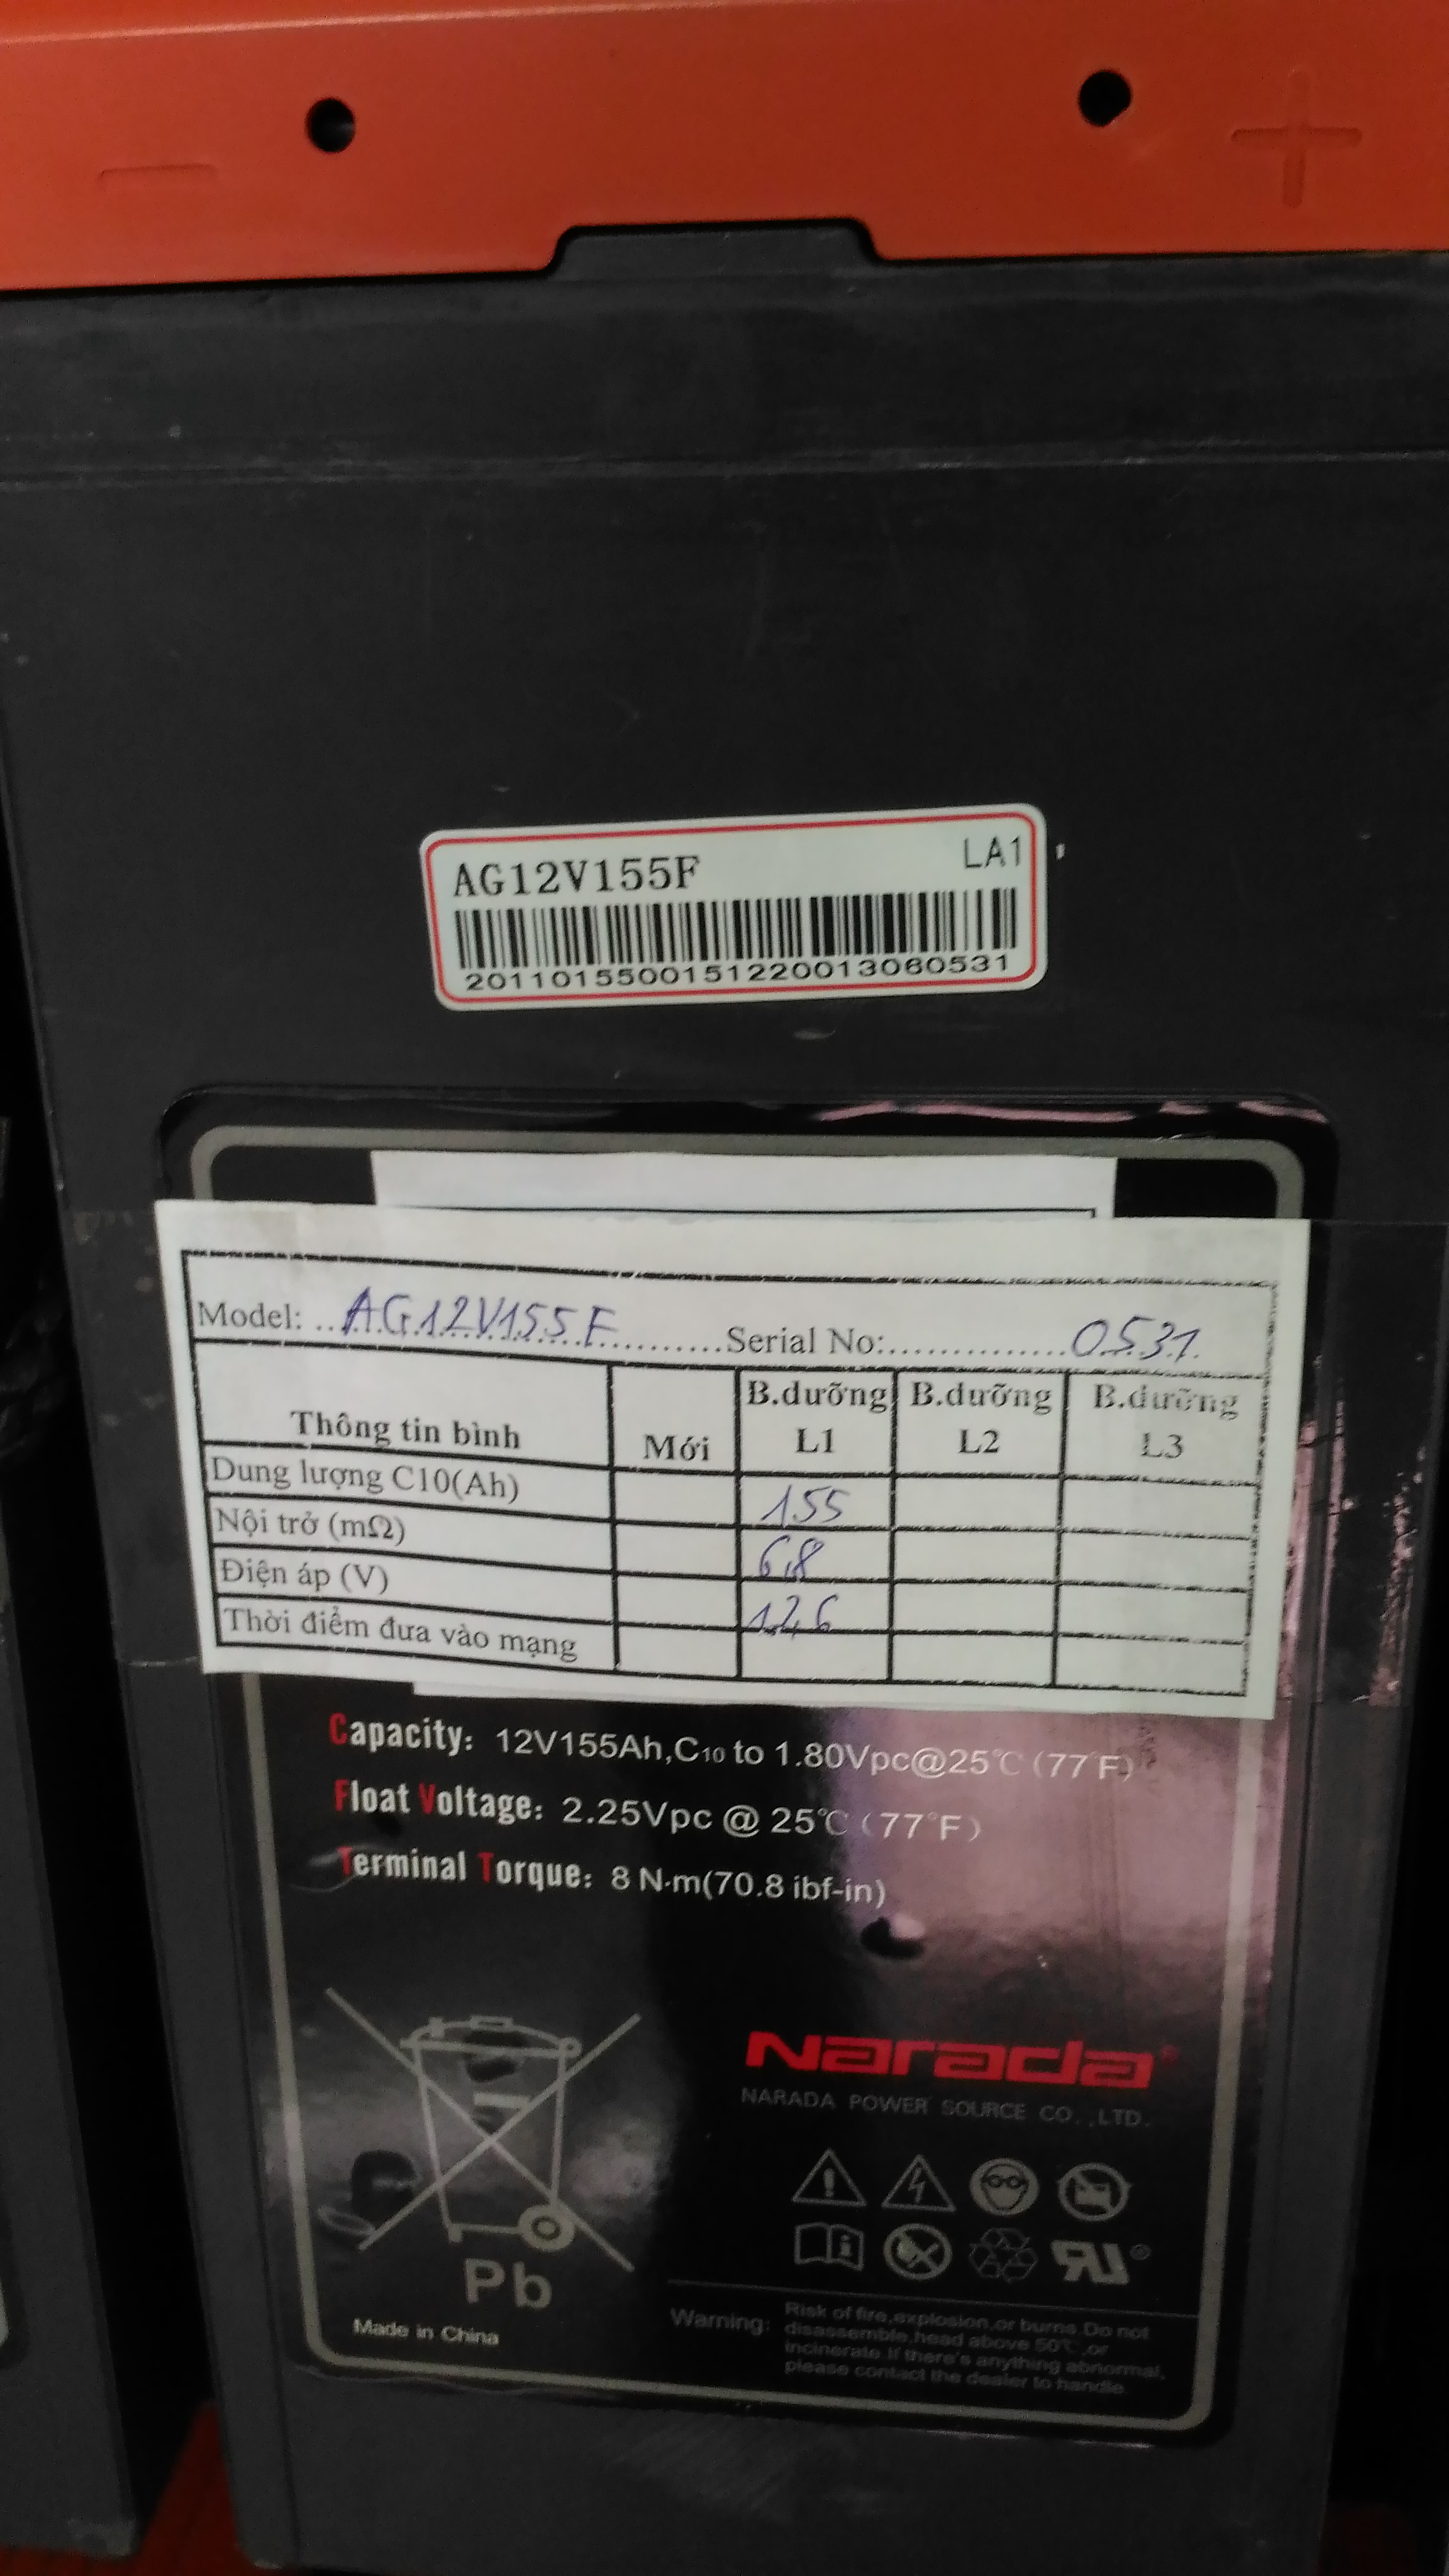 AG12V155F LA1
201101550015122001​3060531
Model: ..AG12V155F..........Serial No:...............0531
Thông tin bình Mới B.dưỡng L1 B.dưỡng L2 B.dưỡng L3
Dung lượng C10(Ah) 155
Nội trở (mΩ) 6,8
Điện áp (V) 12,6
Thời điểm đưa vào mạng
Capacity: 12V155Ah,C10 to 1.80Vpc@25℃(77°F)
Float Voltage: 2.25Vpc @ 25℃(77°F)
Terminal Torque: 8 N·m(70.8 ibf-in)
Narada®
NARADA POWER SOURCE CO.,LTD.
Pb
Made in China
Warning: Risk of fire,explosion,or burns.Do not
disassemble,head above 50℃,or
incinerate.If there's anything abnormal,
please contact the dealer to handle.